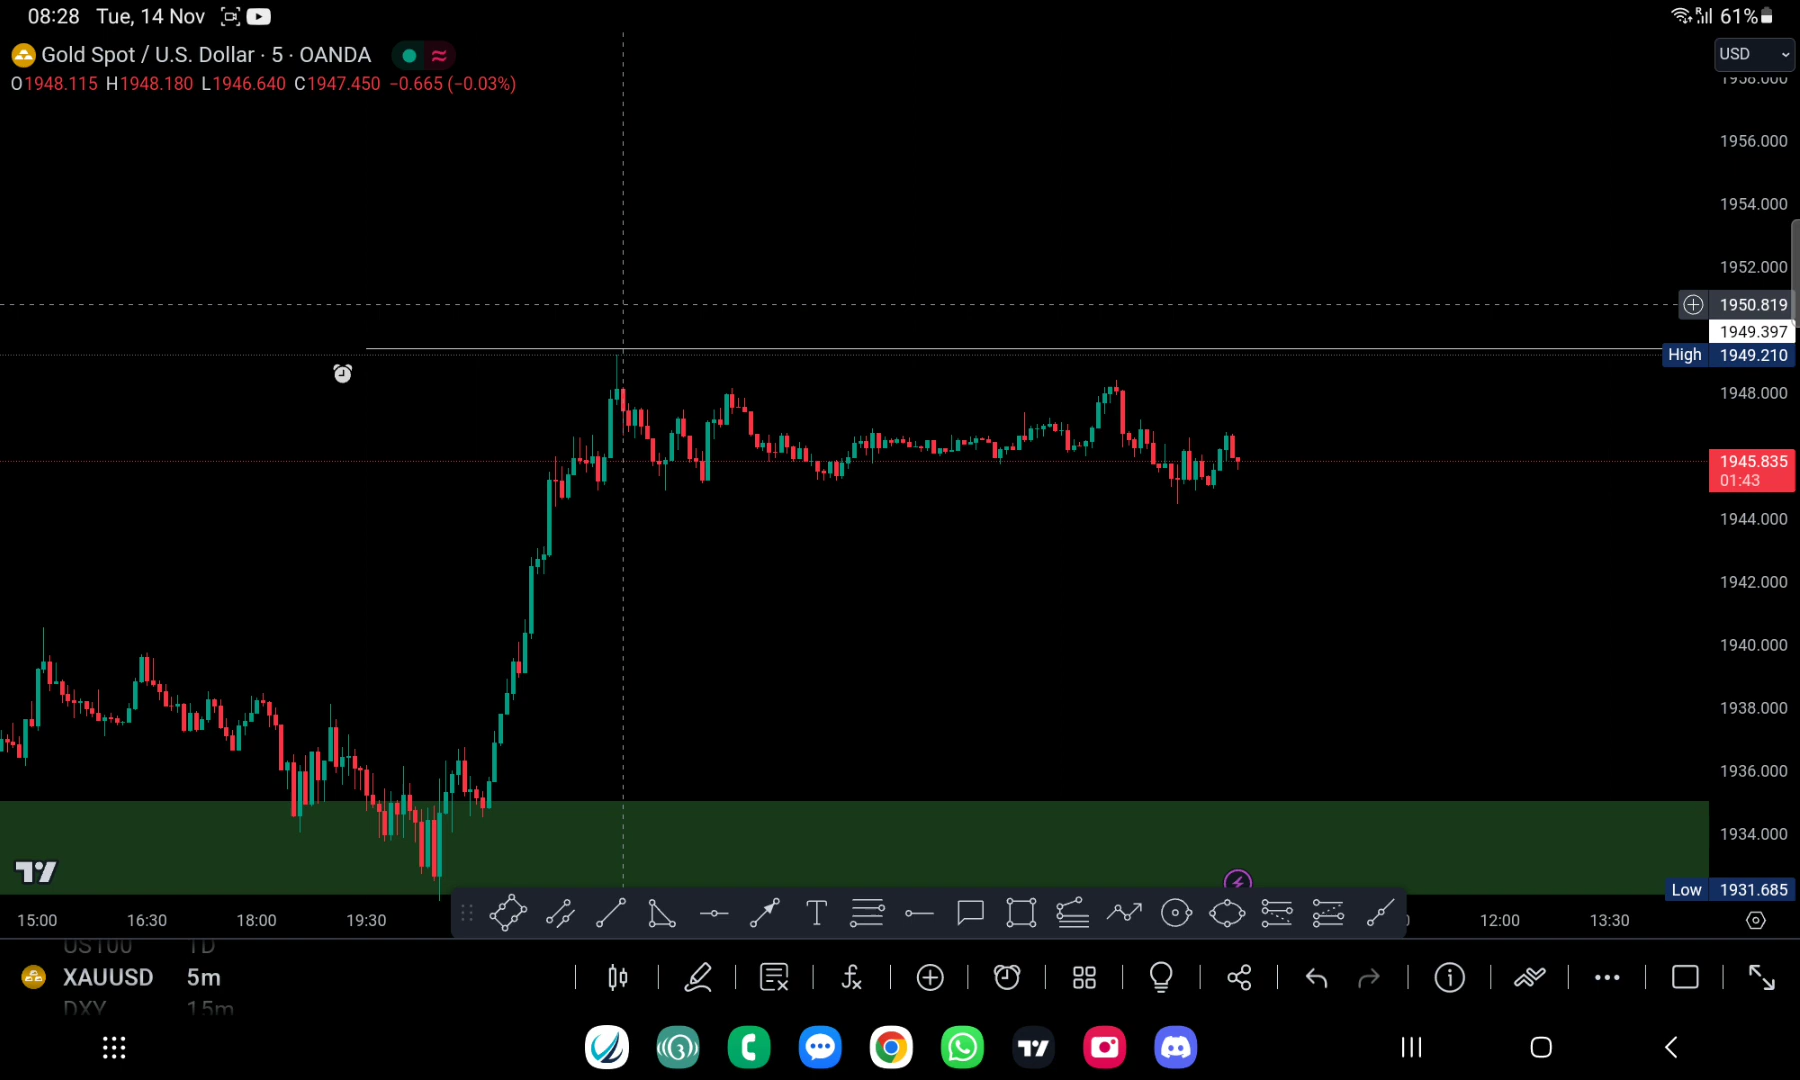 08:28 Tue, 14 Nov
61%
Gold Spot / U.S. Dollar · 5 · OANDA
USD
O1948.115 H1948.180 L1946.640 C1947.450 −0.665 (−0.03%)
1958.000
1956.000
1954.000
1952.000
1950.819
1949.397
High 1949.210
1948.000
1945.835
01:43
1944.000
1942.000
1940.000
1938.000
1936.000
1934.000
Low 1931.685
15:00 16:30 18:00 19:30 12:00 13:30
US100 1D
XAUUSD 5m
DXY 15m